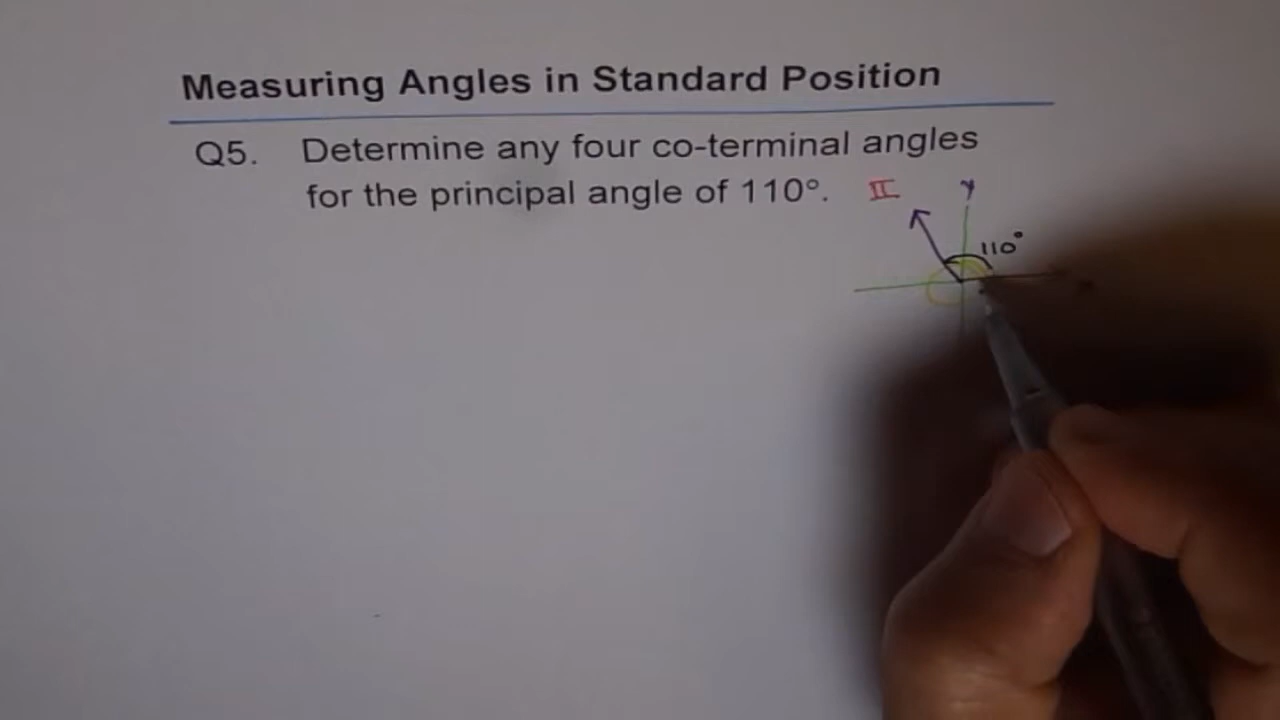 Measuring Angles in Standard Position
Q5. Determine any four co-terminal angles
for the principal angle of 110°.
II
y
110°